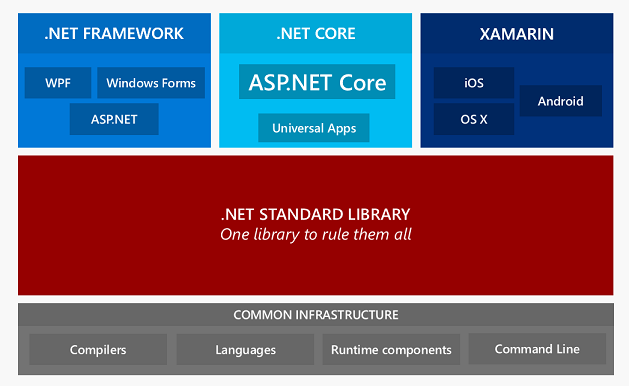 .NET FRAMEWORK
WPF
Windows Forms
ASP.NET
.NET CORE
ASP.NET Core
Universal Apps
XAMARIN
iOS
Android
OS X
.NET STANDARD LIBRARY
One library to rule them all
COMMON INFRASTRUCTURE
Compilers
Languages
Runtime components
Command Line